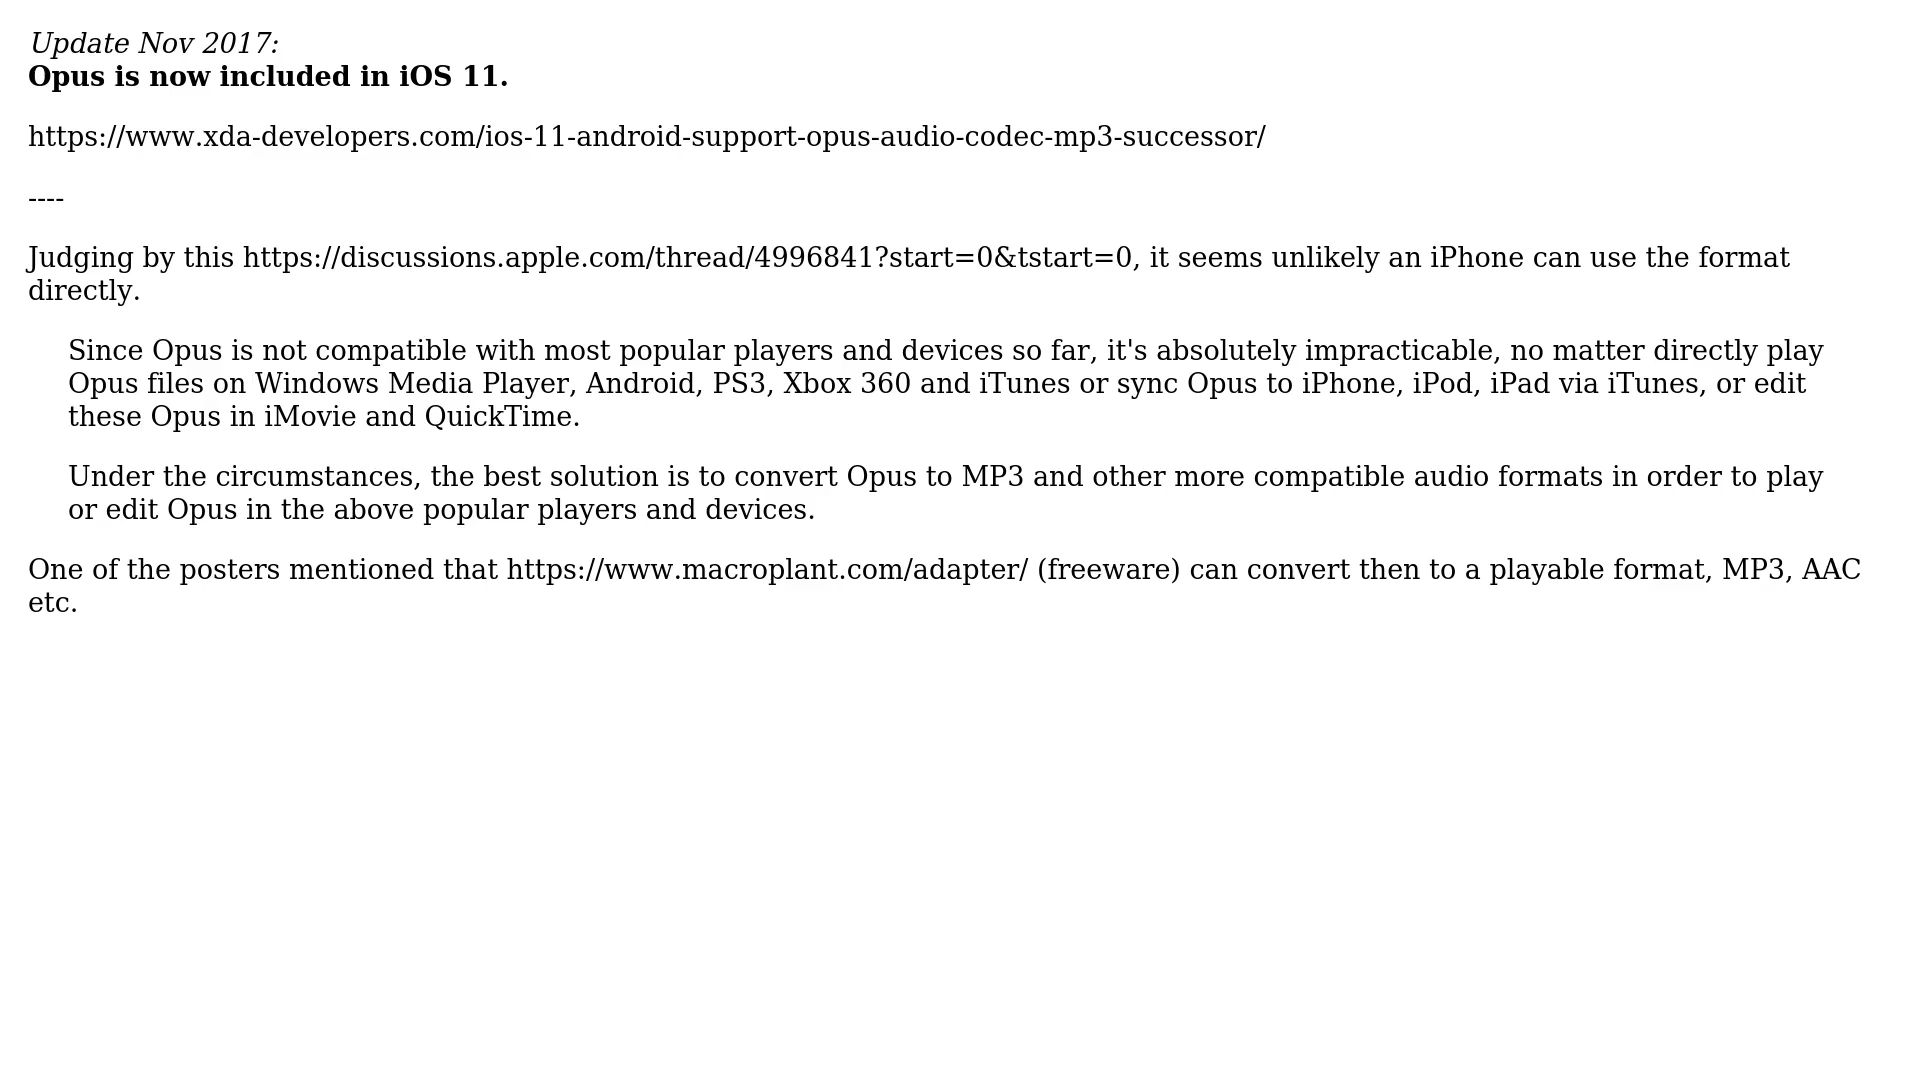 Update Nov 2017:
Opus is now included in iOS 11.
https://www.xda-developers.com/ios-11-android-support-opus-audio-codec-mp3-successor/
----
Judging by this https://discussions.apple.com/thread/4996841?start=0&tstart=0, it seems unlikely an iPhone can use the format
directly.
Since Opus is not compatible with most popular players and devices so far, it's absolutely impracticable, no matter directly play
Opus files on Windows Media Player, Android, PS3, Xbox 360 and iTunes or sync Opus to iPhone, iPod, iPad via iTunes, or edit
these Opus in iMovie and QuickTime.
Under the circumstances, the best solution is to convert Opus to MP3 and other more compatible audio formats in order to play
or edit Opus in the above popular players and devices.
One of the posters mentioned that https://www.macroplant.com/adapter/ (freeware) can convert then to a playable format, MP3, AAC
etc.